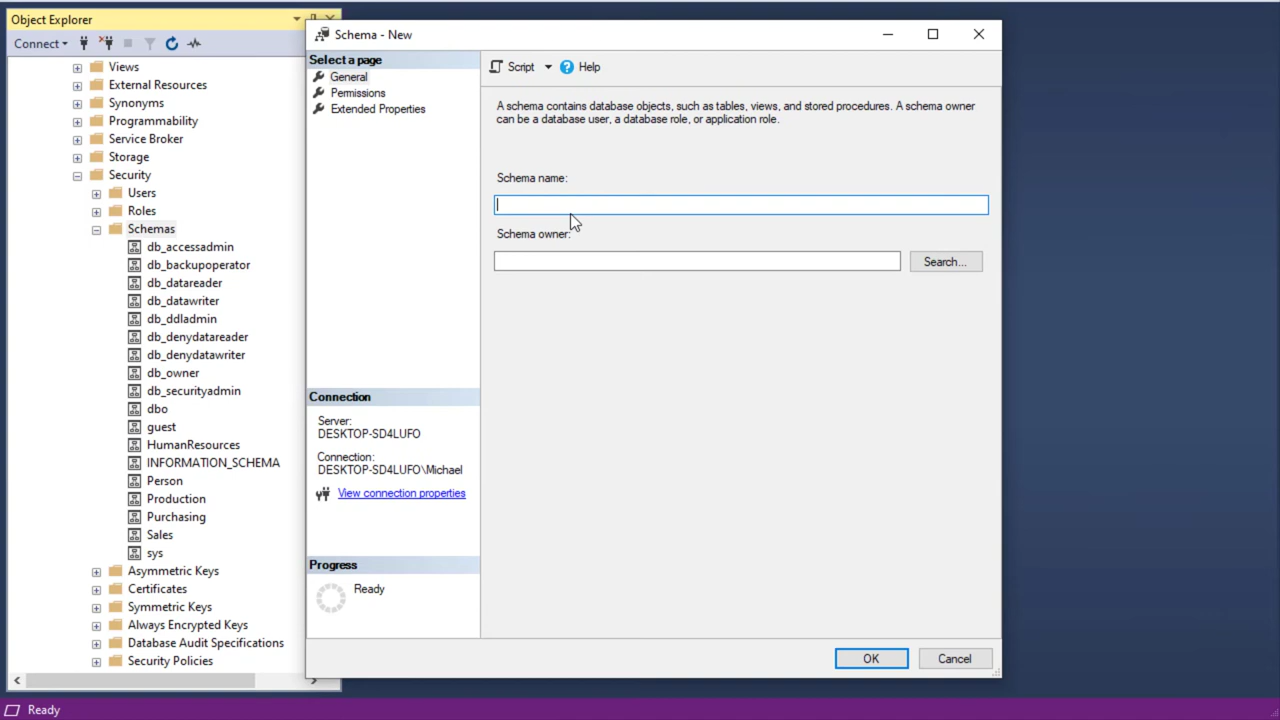 Object Explorer
Connect
Views
External Resources
Synonyms
Programmability
Service Broker
Storage
Security
Users
Roles
Schemas
db_accessadmin
db_backupoperator
db_datareader
db_datawriter
db_ddladmin
db_denydatareader
db_denydatawriter
db_owner
db_securityadmin
dbo
guest
HumanResources
INFORMATION_SCHEMA
Person
Production
Purchasing
Sales
sys
Asymmetric Keys
Certificates
Symmetric Keys
Always Encrypted Keys
Database Audit Specifications
Security Policies
Schema - New
Select a page
General
Permissions
Extended Properties
Connection
Server:
DESKTOP-SD4LUFO
Connection:
DESKTOP-SD4LUFO\Michael
View connection properties
Progress
Ready
Script
Help
A schema contains database objects, such as tables, views, and stored procedures. A schema owner
can be a database user, a database role, or application role.
Schema name:
Schema owner:
Search...
OK
Cancel
Ready